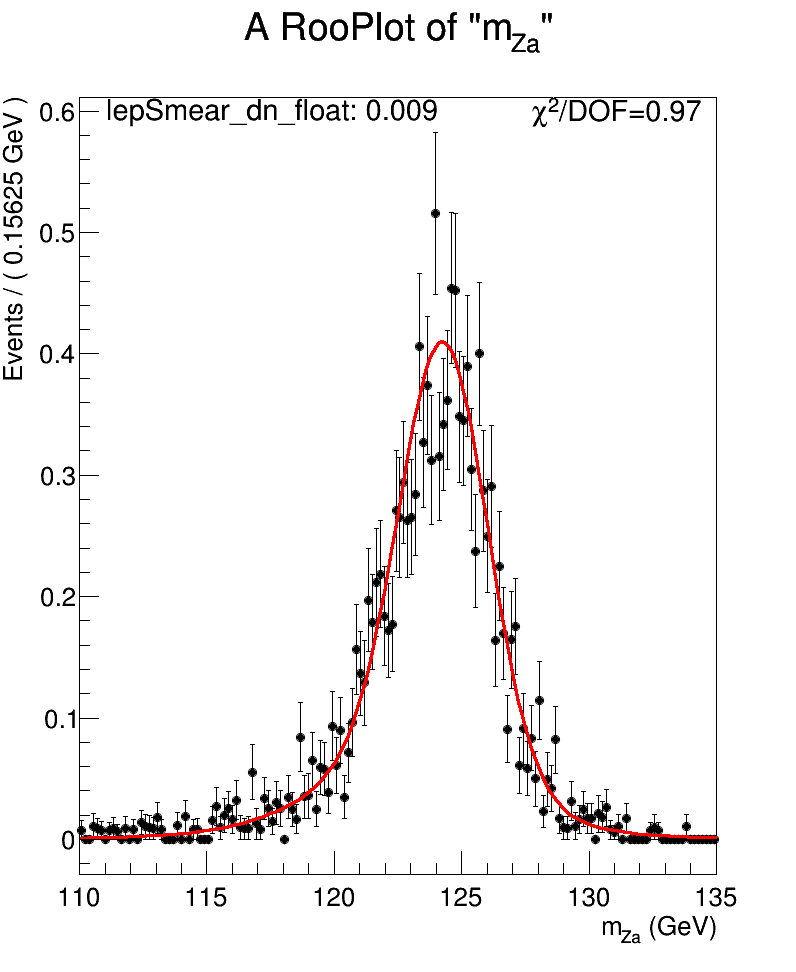 A RooPlot of "m_Za"
lepSmear_dn_float: 0.009
χ²/DOF=0.97
Events / ( 0.15625 GeV )
0.6
0.5
0.4
0.3
0.2
0.1
0
110 115 120 125 130 135
m_Za (GeV)